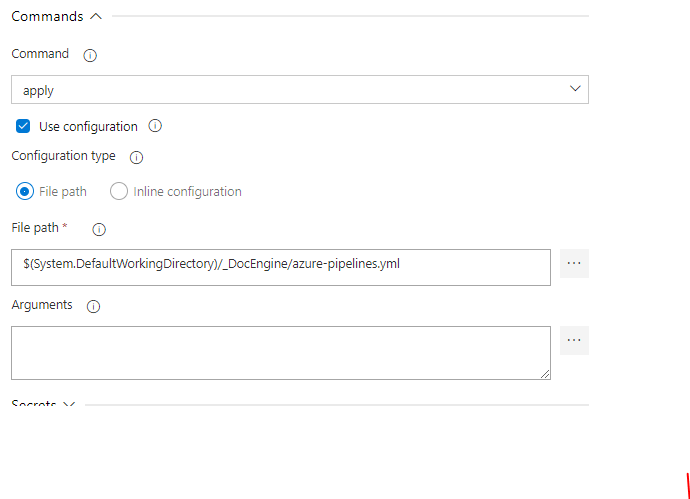 Commands
Command
apply
Use configuration
Configuration type
File path Inline configuration
File path *
$(System.DefaultWorkingDirectory)/_DocEngine/azure-pipelines.yml
...
Arguments
...
Secrets